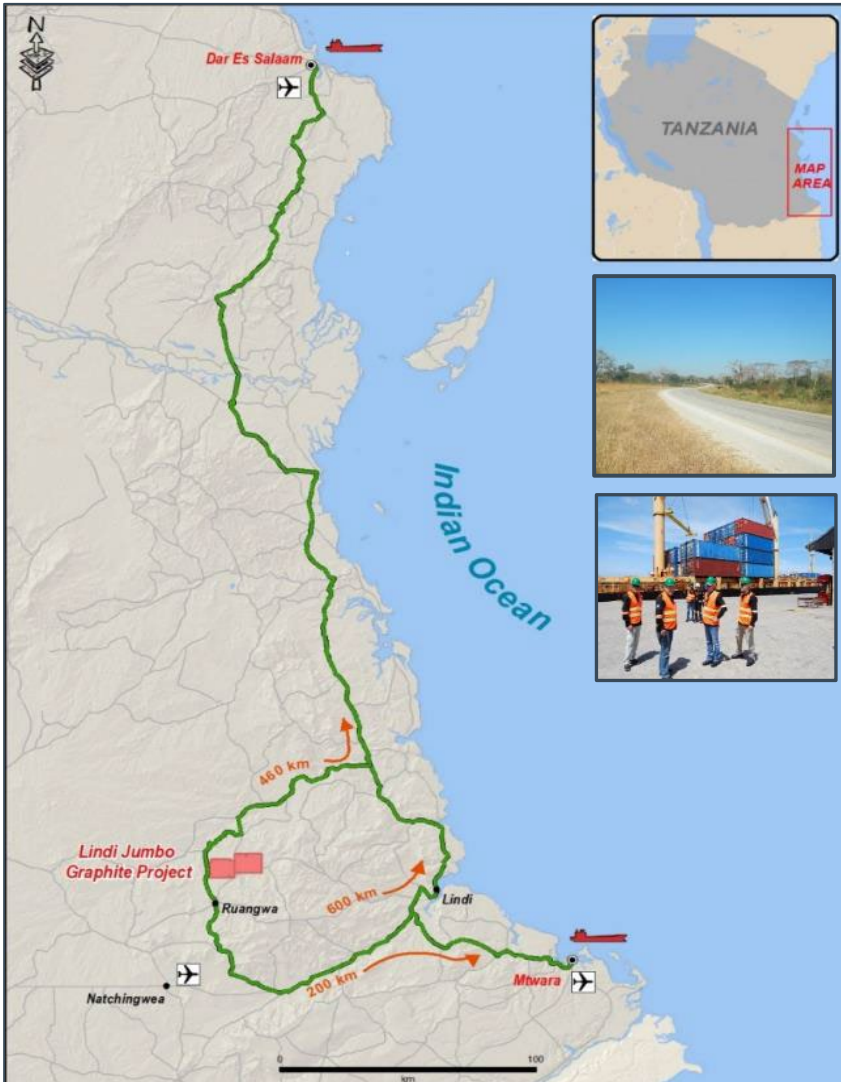 N
Dar Es Salaam
TANZANIA
MAP
AREA
Indian Ocean
460 km
Lindi Jumbo
Graphite Project
600 km
Lindi
Ruangwa
200 km
Mtwara
Natchingwea
0
100
km